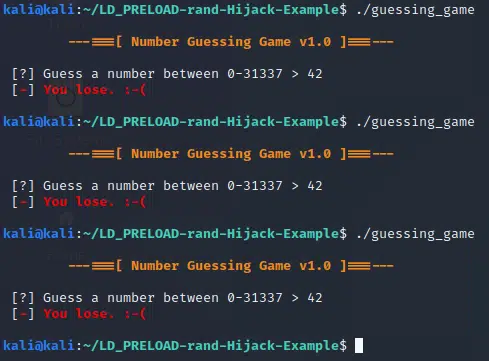 kali@kali:~/LD_PRELOAD-rand-Hijack-Example$ ./guessing_game
---===[ Number Guessing Game v1.0 ]===---
[?] Guess a number between 0-31337 > 42
[-] You lose. :-(
kali@kali:~/LD_PRELOAD-rand-Hijack-Example$ ./guessing_game
---===[ Number Guessing Game v1.0 ]===---
[?] Guess a number between 0-31337 > 42
[-] You lose. :-(
kali@kali:~/LD_PRELOAD-rand-Hijack-Example$ ./guessing_game
---===[ Number Guessing Game v1.0 ]===---
[?] Guess a number between 0-31337 > 42
[-] You lose. :-(
kali@kali:~/LD_PRELOAD-rand-Hijack-Example$